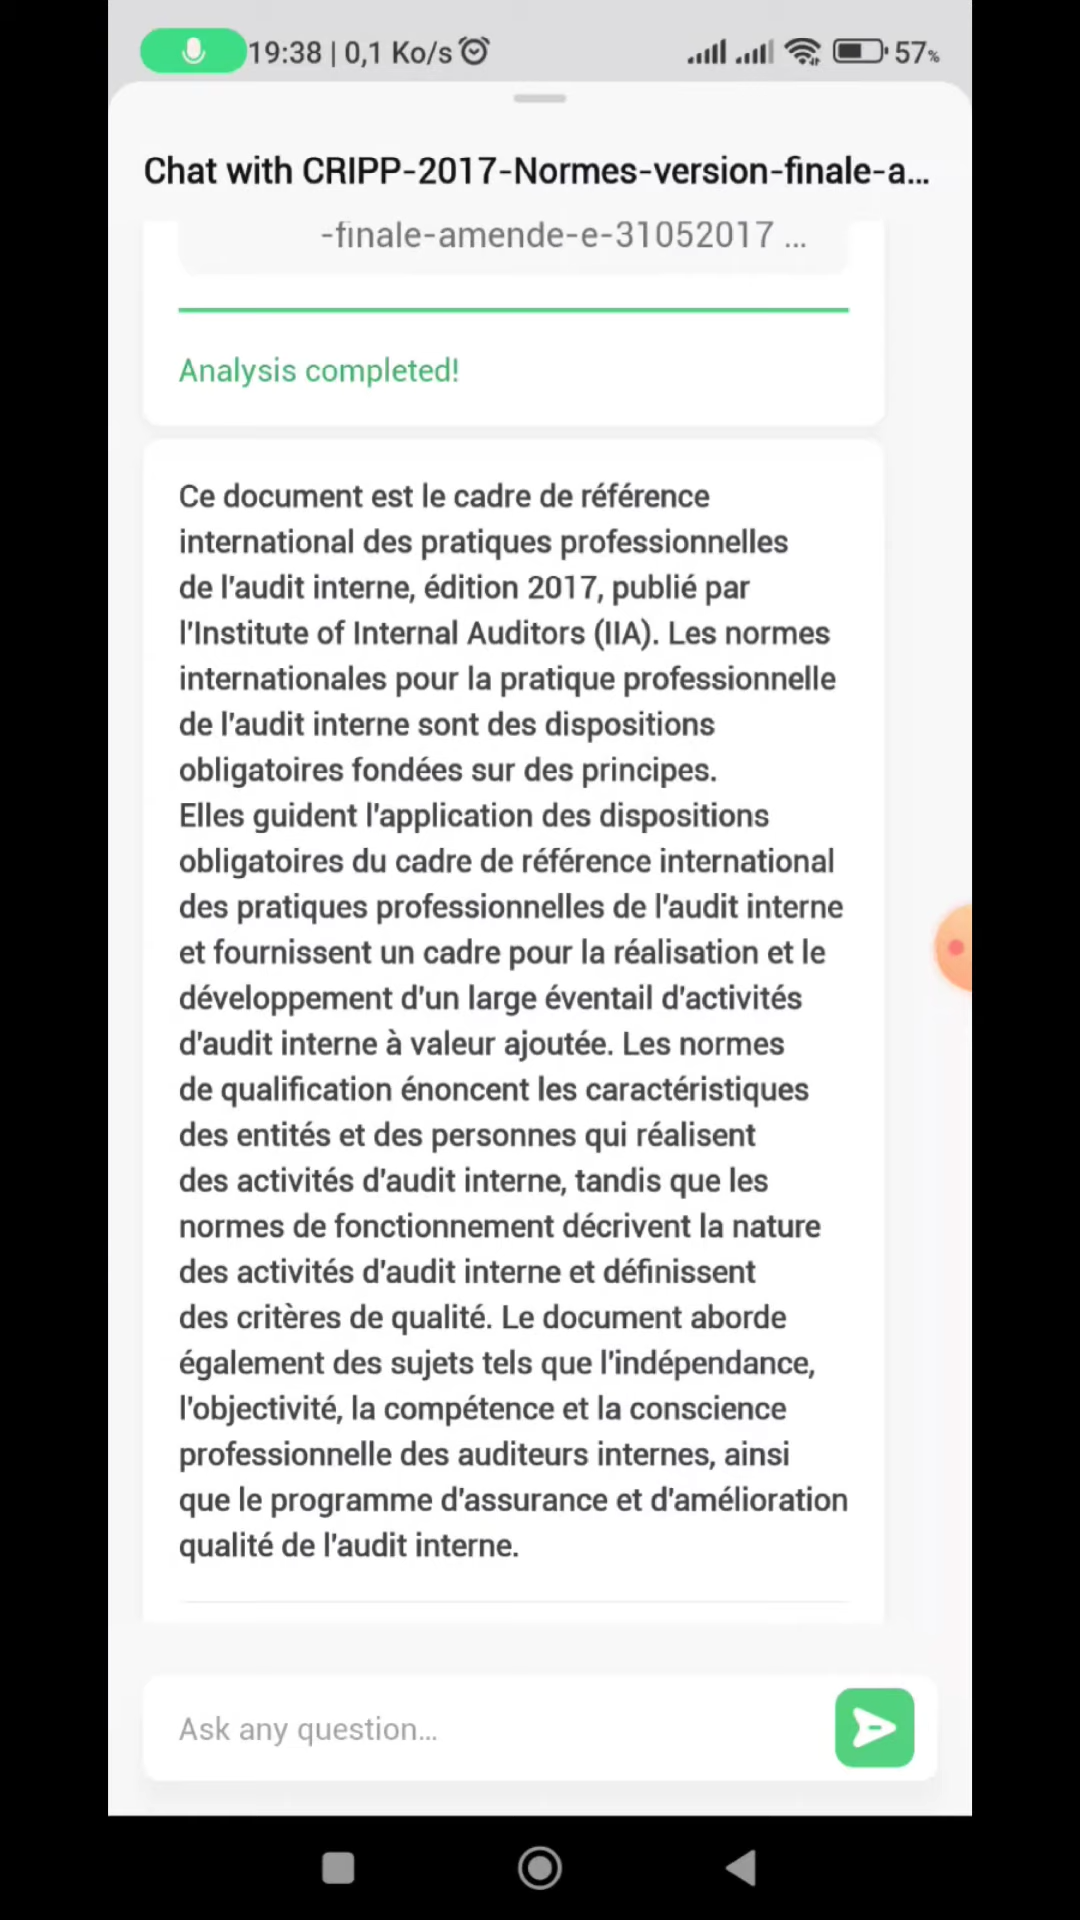 19:38 | 0,1 Ko/s 57%
Chat with CRIPP-2017-Normes-version-finale-a...
-finale-amende-e-31052017 ...
Analysis completed!
Ce document est le cadre de référence
international des pratiques professionnelles
de l'audit interne, édition 2017, publié par
l'Institute of Internal Auditors (IIA). Les normes
internationales pour la pratique professionnelle
de l'audit interne sont des dispositions
obligatoires fondées sur des principes.
Elles guident l'application des dispositions
obligatoires du cadre de référence international
des pratiques professionnelles de l'audit interne
et fournissent un cadre pour la réalisation et le
développement d'un large éventail d'activités
d'audit interne à valeur ajoutée. Les normes
de qualification énoncent les caractéristiques
des entités et des personnes qui réalisent
des activités d'audit interne, tandis que les
normes de fonctionnement décrivent la nature
des activités d'audit interne et définissent
des critères de qualité. Le document aborde
également des sujets tels que l'indépendance,
l'objectivité, la compétence et la conscience
professionnelle des auditeurs internes, ainsi
que le programme d'assurance et d'amélioration
qualité de l'audit interne.
Ask any question...